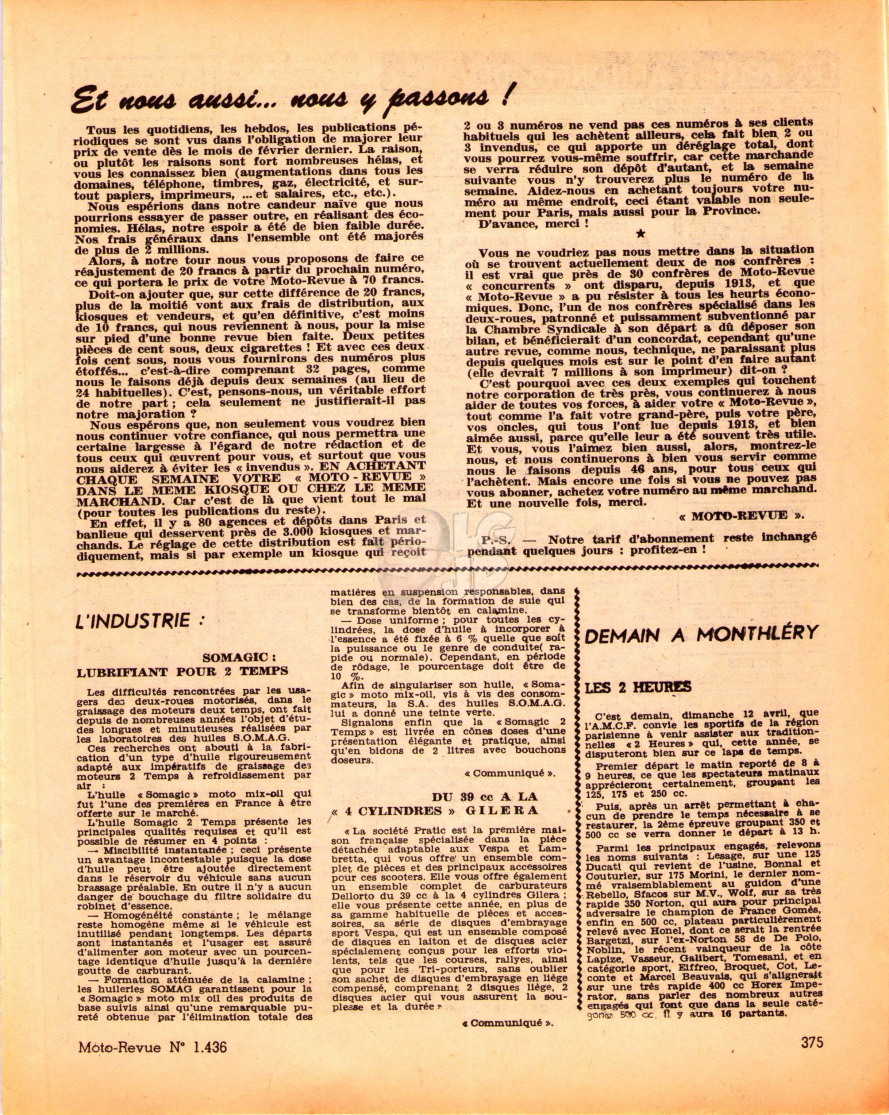 Et nous aussi... nous y passons !
Tous les quotidiens, les hebdos, les publications pé-
riodiques se sont vus dans l'obligation de majorer leur
prix de vente dès le mois de février dernier. La raison,
ou plutôt les raisons sont fort nombreuses hélas, et
vous les connaissez bien (augmentations dans tous les
domaines, téléphone, timbres, gaz, électricité, et sur-
tout papiers, imprimeurs, ... et salaires, etc., etc.).
Nous espérions dans notre candeur naïve que nous
pourrions essayer de passer outre, en réalisant des éco-
nomies. Hélas, notre espoir a été de bien faible durée.
Nos frais généraux dans l'ensemble ont été majorés
de plus de 2 millions.
Alors, à notre tour nous vous proposons de faire ce
réajustement de 20 francs à partir du prochain numéro,
ce qui portera le prix de votre Moto-Revue à 70 francs.
Doit-on ajouter que, sur cette différence de 20 francs,
plus de la moitié vont aux frais de distribution, aux
kiosques et vendeurs, et qu'en définitive, c'est moins
de 10 francs, qui nous reviennent à nous, pour la mise
sur pied d'une bonne revue bien faite. Deux petites
pièces de cent sous, deux cigarettes ! Et avec ces deux
fois cent sous, nous vous fournirons des numéros plus
étoffés... c'est-à-dire comprenant 32 pages, comme
nous le faisons déjà depuis deux semaines (au lieu de
24 habituelles). C'est, pensons-nous, un véritable effort
de notre part ; cela seulement ne justifierait-il pas
notre majoration ?
Nous espérons que, non seulement vous voudrez bien
nous continuer votre confiance, qui nous permettra une
certaine largesse à l'égard de notre rédaction et de
tous ceux qui œuvrent pour vous, et surtout que vous
nous aiderez à éviter les « invendus ». EN ACHETANT
CHAQUE SEMAINE VOTRE « MOTO - REVUE »
DANS LE MEME KIOSQUE OU CHEZ LE MEME
MARCHAND. Car c'est de là que vient tout le mal
(pour toutes les publications du reste).
En effet, il y a 80 agences et dépôts dans Paris et
banlieue qui desservent près de 3.000 kiosques et mar-
chands. Le réglage de cette distribution est fait pério-
diquement, mais si par exemple un kiosque qui reçoit
2 ou 3 numéros ne vend pas ces numéros à ses clients
habituels qui les achètent ailleurs, cela fait bien 2 ou
3 invendus, ce qui apporte un déréglage total, dont
vous pourrez vous-même souffrir, car cette marchande
se verra réduire son dépôt d'autant, et la semaine
suivante vous n'y trouverez plus le numéro de la
semaine. Aidez-nous en achetant toujours votre nu-
méro au même endroit, ceci étant valable non seule-
ment pour Paris, mais aussi pour la Province.
D'avance, merci !
★
Vous ne voudriez pas nous mettre dans la situation
où se trouvent actuellement deux de nos confrères :
il est vrai que près de 30 confrères de Moto-Revue
« concurrents » ont disparu, depuis 1913, et que
« Moto-Revue » a pu résister à tous les heurts écono-
miques. Donc, l'un de nos confrères spécialisé dans les
deux-roues, patronné et puissamment subventionné par
la Chambre Syndicale à son départ a dû déposer son
bilan, et bénéficierait d'un concordat, cependant qu'une
autre revue, comme nous, technique, ne paraissant plus
depuis quelques mois est sur le point d'en faire autant
(elle devrait 7 millions à son imprimeur) dit-on ?
C'est pourquoi avec ces deux exemples qui touchent
notre corporation de très près, vous continuerez à nous
aider de toutes vos forces, à aider votre « Moto-Revue »,
tout comme l'a fait votre grand-père, puis votre père,
vos oncles, qui tous l'ont lue depuis 1913, et bien
aimée aussi, parce qu'elle leur a été souvent très utile.
Et vous, vous l'aimez bien aussi, alors, montrez-le
nous, et nous continuerons à bien vous servir comme
nous le faisons depuis 46 ans, pour tous ceux qui
l'achètent. Mais encore une fois si vous ne pouvez pas
vous abonner, achetez votre numéro au même marchand.
Et une nouvelle fois, merci.
« MOTO-REVUE ».
P.-S. — Notre tarif d'abonnement reste inchangé
pendant quelques jours : profitez-en !
L'INDUSTRIE :
SOMAGIC :
LUBRIFIANT POUR 2 TEMPS
Les difficultés rencontrées par les usa-
gers des deux-roues motorisés, dans le
graissage des moteurs deux temps, ont fait
depuis de nombreuses années l'objet d'étu-
des longues et minutieuses réalisées par
les laboratoires des huiles S.O.M.A.G.
Ces recherches ont abouti à la fabri-
cation d'un type d'huile rigoureusement
adapté aux impératifs de graissage des
moteurs 2 Temps à refroidissement par
air :
L'huile « Somagic » moto mix-oil qui
fut l'une des premières en France à être
offerte sur le marché.
L'huile Somagic 2 Temps présente les
principales qualités requises et qu'il est
possible de résumer en 4 points :
— Miscibilité instantanée ; ceci présente
un avantage incontestable puisque la dose
d'huile peut être ajoutée directement
dans le réservoir du véhicule sans aucun
brassage préalable. En outre il n'y a aucun
danger de bouchage du filtre solidaire du
robinet d'essence.
— Homogénéité constante ; le mélange
reste homogène même si le véhicule est
inutilisé pendant longtemps. Les départs
sont instantanés et l'usager est assuré
d'alimenter son moteur avec un pourcen-
tage identique d'huile jusqu'à la dernière
goutte de carburant.
— Formation atténuée de la calamine ;
les huileries SOMAG garantissent pour la
« Somagic » moto mix oil des produits de
base suivis ainsi qu'une remarquable pu-
reté obtenue par l'élimination totale des
matières en suspension responsables, dans
bien des cas, de la formation de suie qui
se transforme bientôt en calamine.
— Dose uniforme ; pour toutes les cy-
lindrées, la dose d'huile à incorporer à
l'essence a été fixée à 6 % quelle que soit
la puissance ou le genre de conduite( ra-
pide ou normale). Cependant, en période
de rôdage, le pourcentage doit être de
10 %.
Afin de singulariser son huile, « Soma-
gic » moto mix-oil, vis à vis des consom-
mateurs, la S.A. des huiles S.O.M.A.G.
lui a donné une teinte verte.
Signalons enfin que la « Somagic 2
Temps » est livrée en cônes doses d'une
présentation élégante et pratique, ainsi
qu'en bidons de 2 litres avec bouchons
doseurs.
« Communiqué ».
DU 39 cc A LA
« 4 CYLINDRES » GILERA
« La société Pratic est la première mai-
son française spécialisée dans la pièce
détachée adaptable aux Vespa et Lam-
bretta, qui vous offre un ensemble com-
plet de pièces et des principaux accessoires
pour ces scooters. Elle vous offre également
un ensemble complet de carburateurs
Dellorto du 39 cc à la 4 cylindres Gilera ;
elle vous présente cette année, en plus de
sa gamme habituelle de pièces et acces-
soires, sa série de disques d'embrayage
sport Vespa, qui est un ensemble composé
de disques en laiton et de disques acier
spécialement conçus pour les efforts vio-
lents, tels que les courses, rallyes, ainsi
que pour les Tri-porteurs, sans oublier
son sachet de disques d'embrayage en liège
compensé, comprenant 2 disques liège, 2
disques acier qui vous assurent la sou-
plesse et la durée ?
« Communiqué ».
DEMAIN A MONTHLÉRY
LES 2 HEURES
C'est demain, dimanche 12 avril, que
l'A.M.C.F. convie les sportifs de la région
parisienne à venir assister aux tradition-
nelles « 2 Heures » qui, cette année, se
disputeront bien sur ce laps de temps.
Premier départ le matin reporté de 8 à
9 heures, ce que les spectateurs matinaux
apprécieront certainement, groupant les
125, 175 et 250 cc.
Puis, après un arrêt permettant à cha-
cun de prendre le temps nécessaire à se
restaurer, la 2ème épreuve groupant 350 et
500 cc se verra donner le départ à 13 h.
Parmi les principaux engagés, relevons
les noms suivants : Lesage, sur une 125
Ducati qui revient de l'usine, Bonnal et
Couturier, sur 175 Morini, le dernier nom-
mé vraisemblablement au guidon d'une
Rebello, Sfacos sur M.V., Wolf, sur sa très
rapide 350 Norton, qui aura pour principal
adversaire le champion de France Gomés,
enfin en 500 cc, plateau particulièrement
relevé avec Honel, dont ce serait la rentrée
Bargetzi, sur l'ex-Norton 58 de De Polo,
Noblin, le récent vainqueur de la côte
Lapize, Vasseur, Galibert, Tomesani, et en
catégorie sport, Eiffreo, Broquet, Cot, Le-
conte et Marcel Beauvais, qui s'alignerait
sur une très rapide 400 cc Horex Impe-
rator, sans parler des nombreux autres
engagés qui font que dans la seule caté-
gorie 500 cc, il y aura 16 partants.
Moto-Revue N° 1.436
375